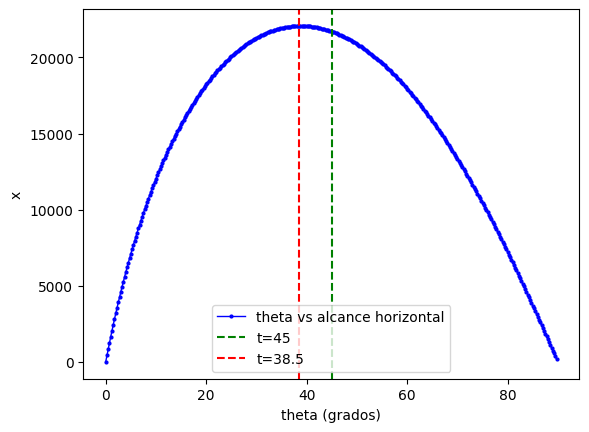 20000
15000
10000
5000
0
x
theta vs alcance horizontal
t=45
t=38.5
0 20 40 60 80
theta (grados)